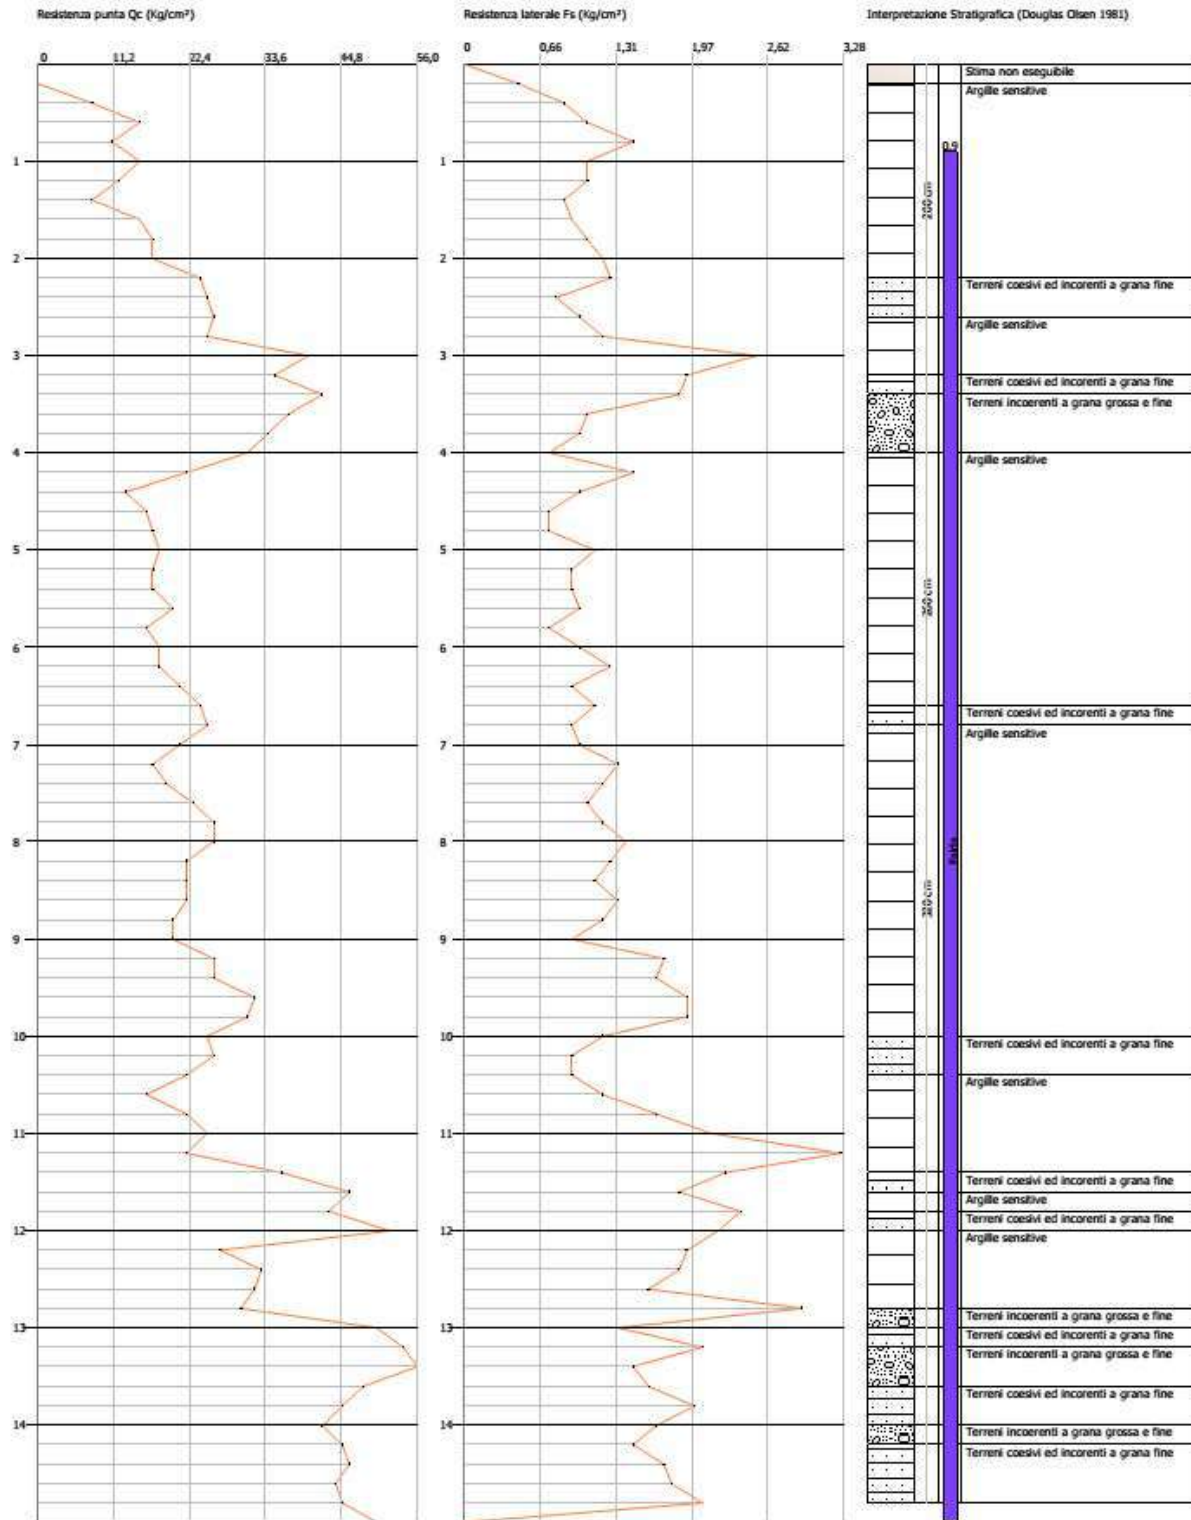 Resistenza punta Qc (Kg/cm²)
Resistenza laterale Fs (Kg/cm²)
Interpretazione Stratigrafica (Douglas Olsen 1981)
0 11,2 22,4 33,6 44,8 56,0
0 0,66 1,31 1,97 2,62 3,28
Stima non eseguibile
Argille sensitive
0.9
1 1
200 cm
2 2
Terreni coesivi ed incorenti a grana fine
Argille sensitive
3 3
Terreni coesivi ed incorenti a grana fine
Terreni incoerenti a grana grossa e fine
4 4
Argille sensitive
5 5
260 cm
6 6
Terreni coesivi ed incorenti a grana fine
Argille sensitive
7 7
8 8
Falda
320 cm
9 9
10 10
Terreni coesivi ed incorenti a grana fine
Argille sensitive
11 11
Terreni coesivi ed incorenti a grana fine
Argille sensitive
Terreni coesivi ed incorenti a grana fine
12 12
Argille sensitive
Terreni incoerenti a grana grossa e fine
13 13
Terreni coesivi ed incorenti a grana fine
Terreni incoerenti a grana grossa e fine
Terreni coesivi ed incorenti a grana fine
14 14
Terreni incoerenti a grana grossa e fine
Terreni coesivi ed incorenti a grana fine